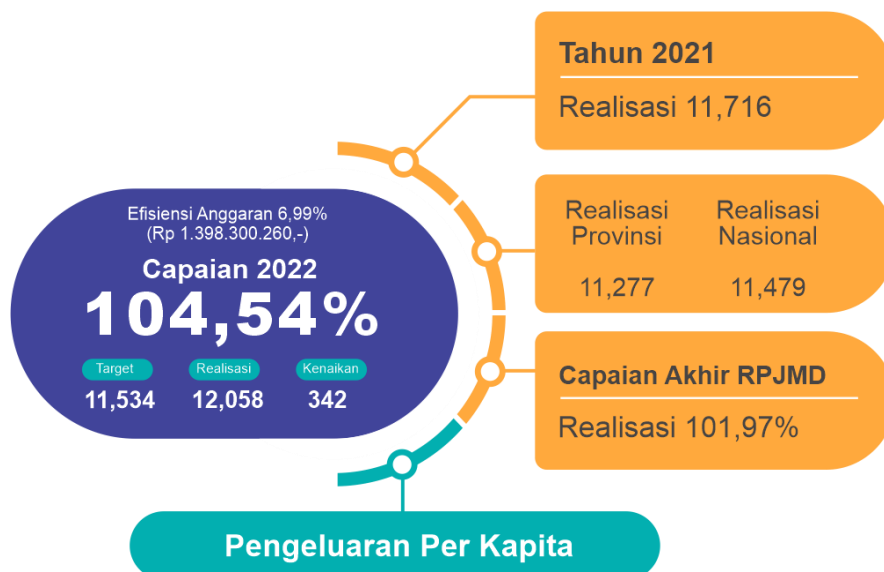 Tahun 2021
Realisasi 11,716
Efisiensi Anggaran 6,99%
(Rp 1.398.300.260,-)
Capaian 2022
104,54%
Target Realisasi Kenaikan
11,534 12,058 342
Realisasi Realisasi
Provinsi Nasional
11,277 11,479
Capaian Akhir RPJMD
Realisasi 101,97%
Pengeluaran Per Kapita